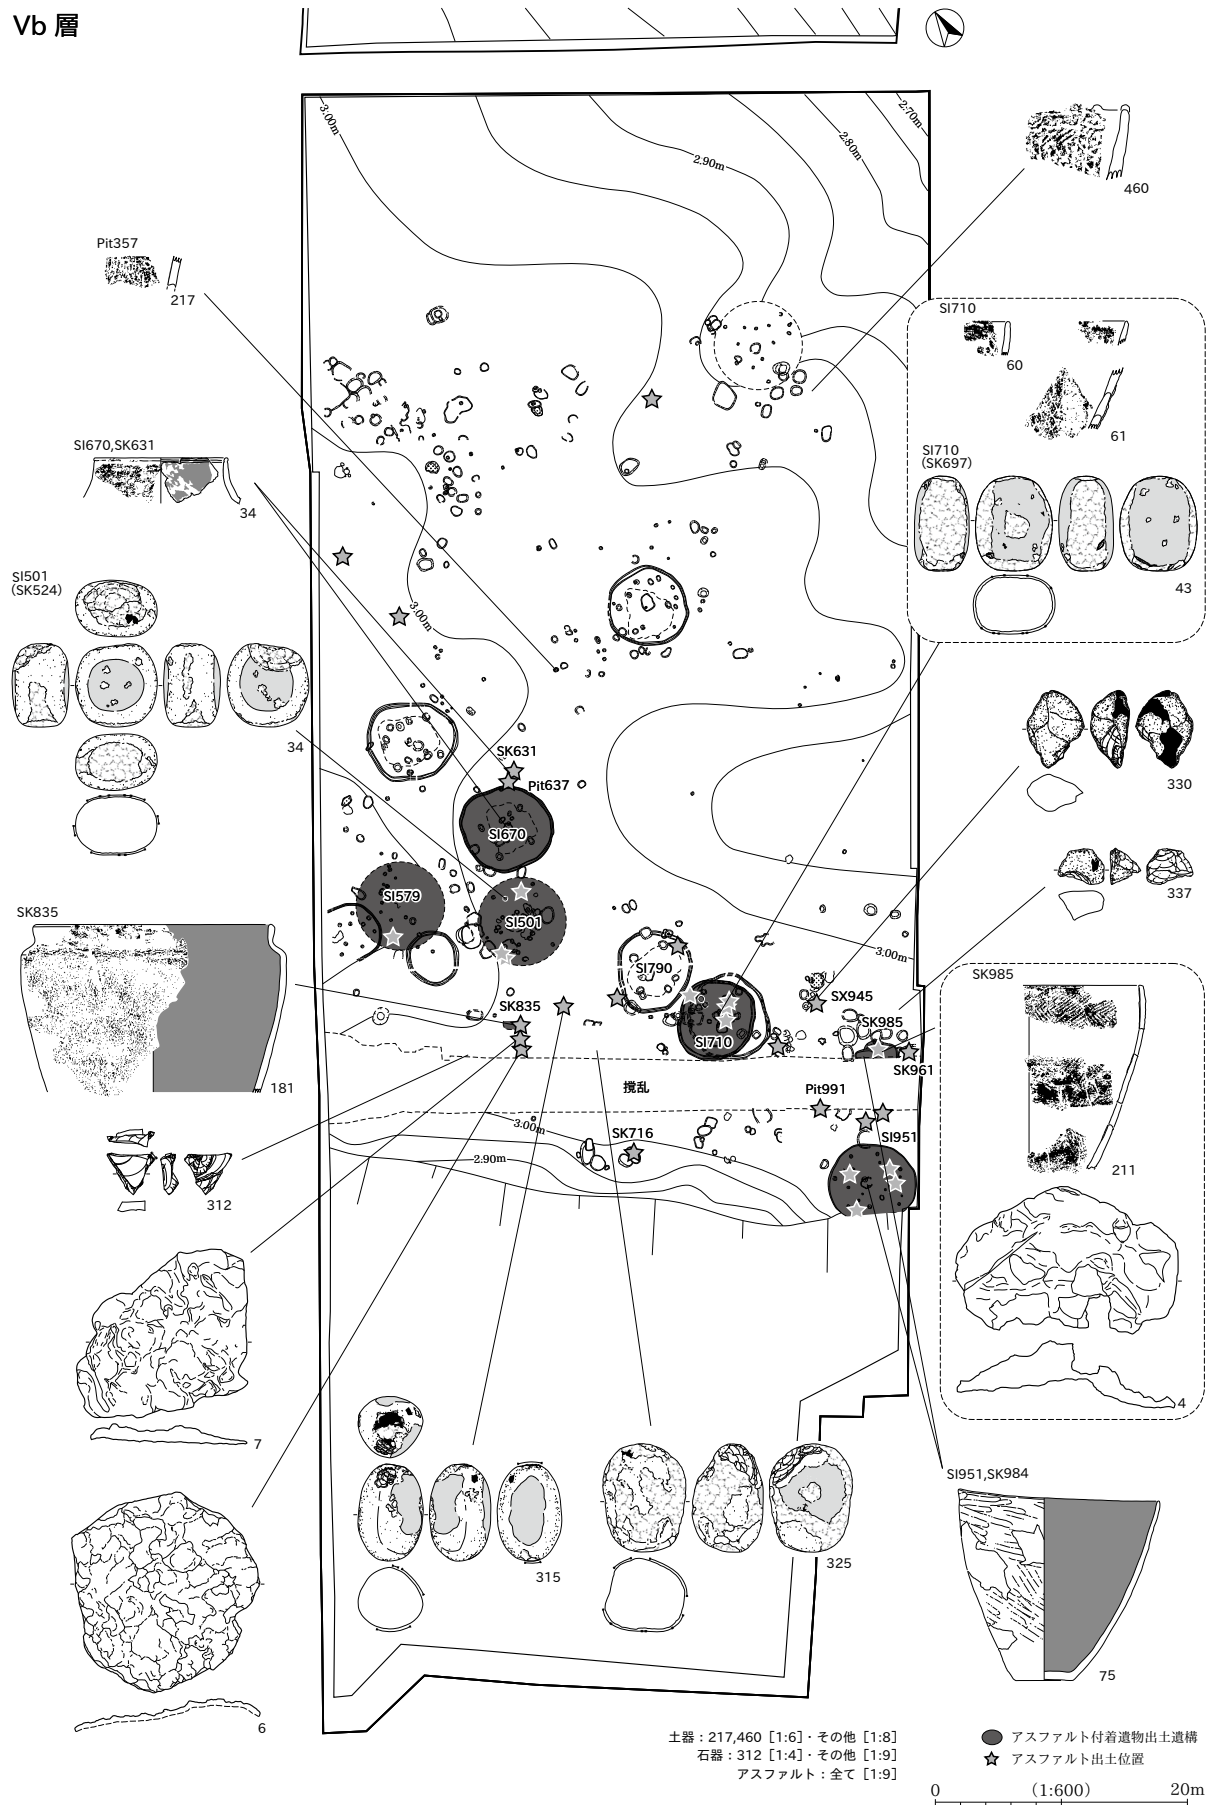 Vb 層
3.00m
2.90m
2.80m
2.70m
460
Pit357
217
SI710
60
61
SI710
(SK697)
43
SI670,SK631
34
SI501
(SK524)
34
3.00m
SK631
Pit637
SI670
SI579
SI501
330
337
SK835
181
SI790
3.00m
SK835
SX945
SK985
SI710
SK961
SK985
211
4
撹乱
Pit991
3.00m
SK716
SI951
2.90m
312
7
6
315
325
SI951,SK984
75
土器：217,460［1:6］・その他［1:8］
石器：312［1:4］・その他［1:9］
アスファルト：全て［1:9］
アスファルト付着遺物出土遺構
アスファルト出土位置
0 （1:600） 20m